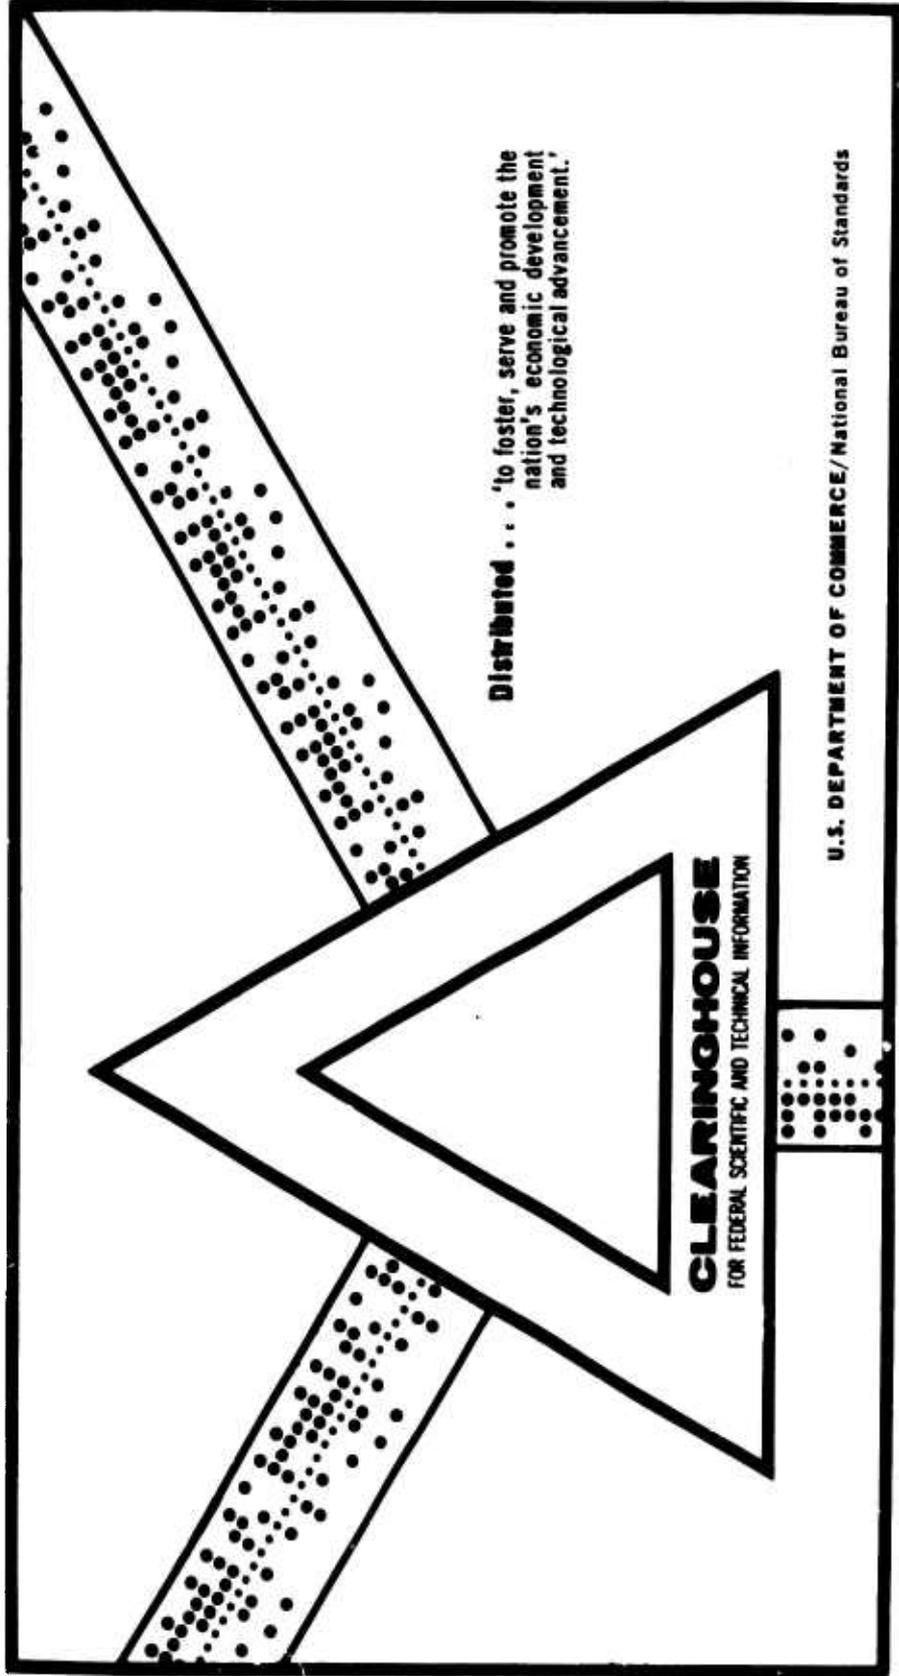 Distributed . . . 'to foster, serve and promote the
nation's economic development
and technological advancement.'
CLEARINGHOUSE
FOR FEDERAL SCIENTIFIC AND TECHNICAL INFORMATION
U.S. DEPARTMENT OF COMMERCE/National Bureau of Standards